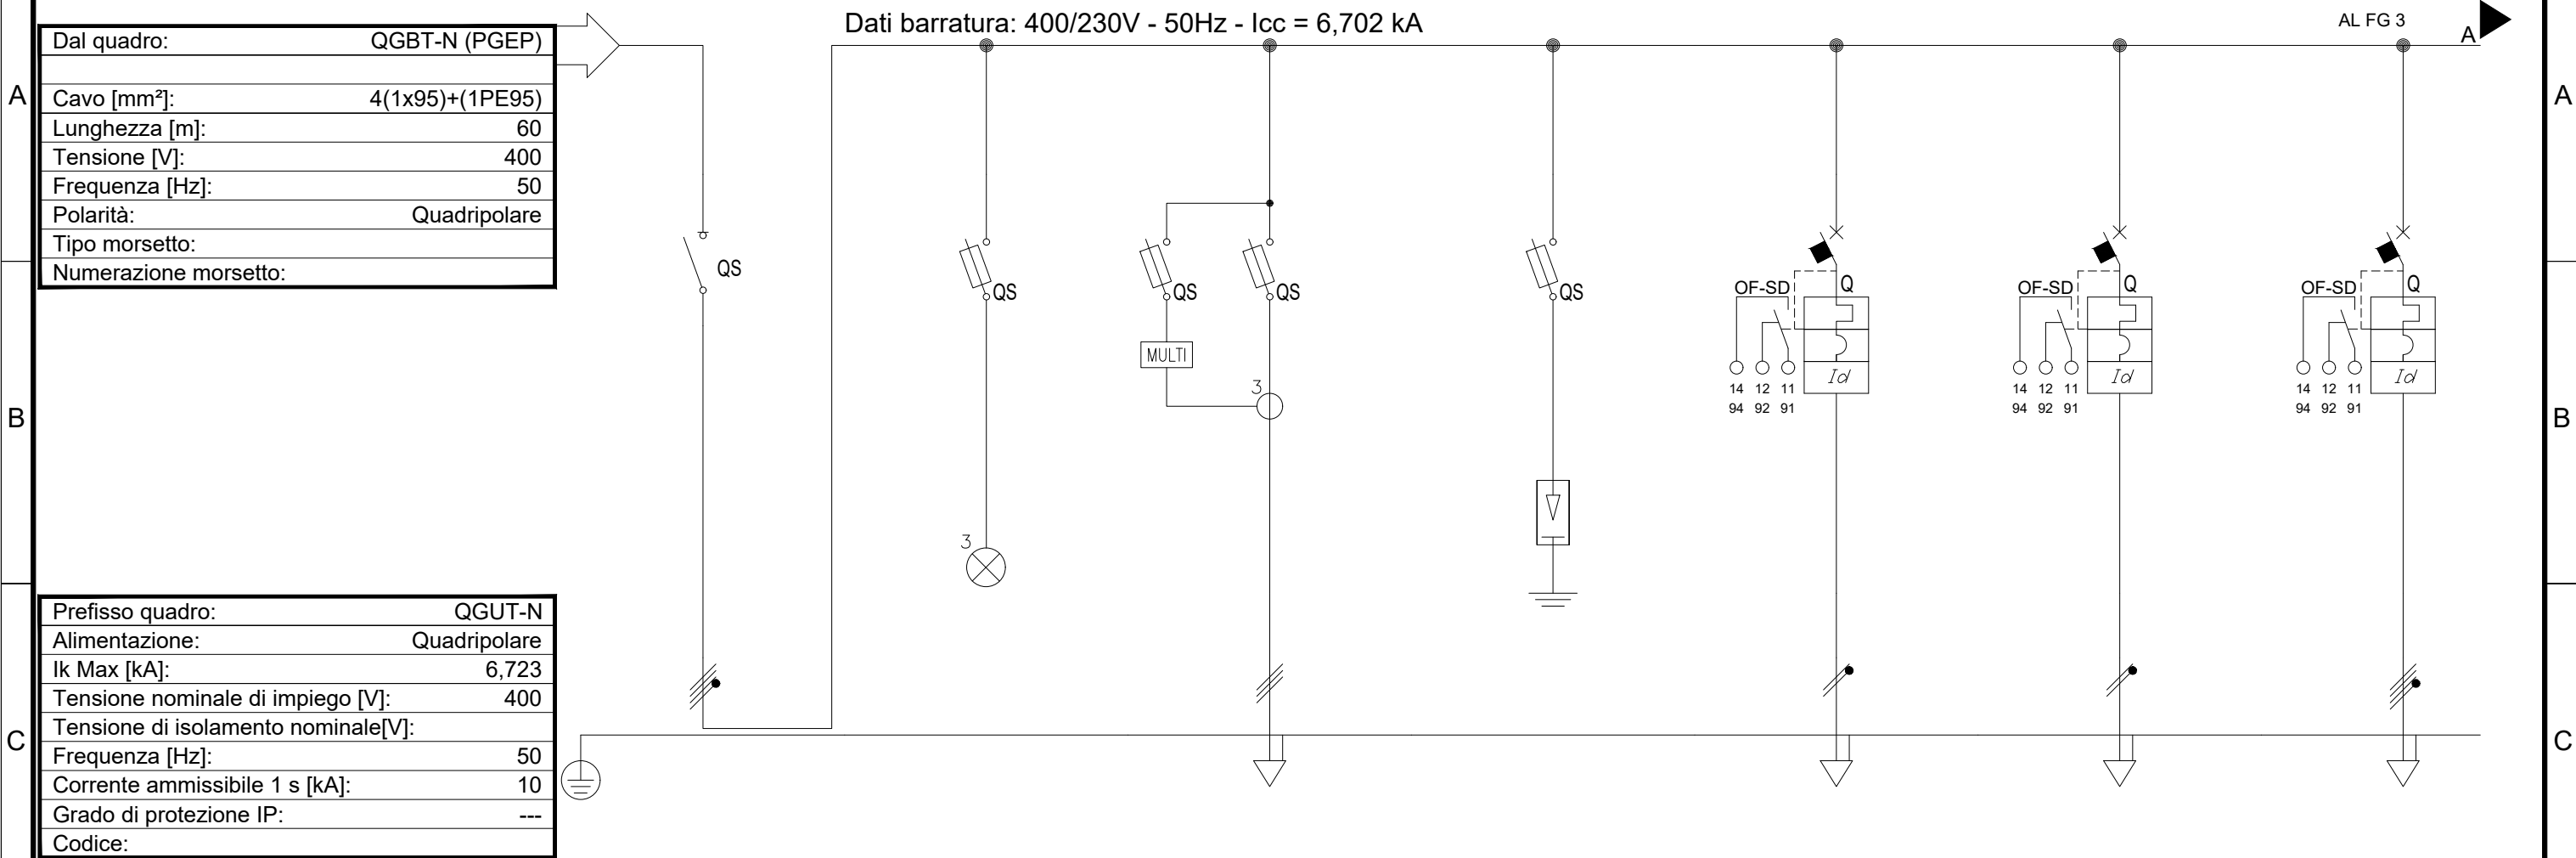 Dati barratura: 400/230V - 50Hz - Icc = 6,702 kA
AL FG 3
A
Dal quadro: QGBT-N (PGEP)
Cavo [mm²]: 4(1x95)+(1PE95)
Lunghezza [m]: 60
Tensione [V]: 400
Frequenza [Hz]: 50
Polarità: Quadripolare
Tipo morsetto:
Numerazione morsetto:
A
A
QS
QS
QS
QS
QS
OF-SD Q
OF-SD Q
OF-SD Q
MULTI
3
Id
Id
Id
14 12 11
94 92 91
14 12 11
94 92 91
14 12 11
94 92 91
B
B
3
Prefisso quadro: QGUT-N
Alimentazione: Quadripolare
Ik Max [kA]: 6,723
Tensione nominale di impiego [V]: 400
Tensione di isolamento nominale[V]:
Frequenza [Hz]: 50
Corrente ammissibile 1 s [kA]: 10
Grado di protezione IP: ---
Codice:
C
C